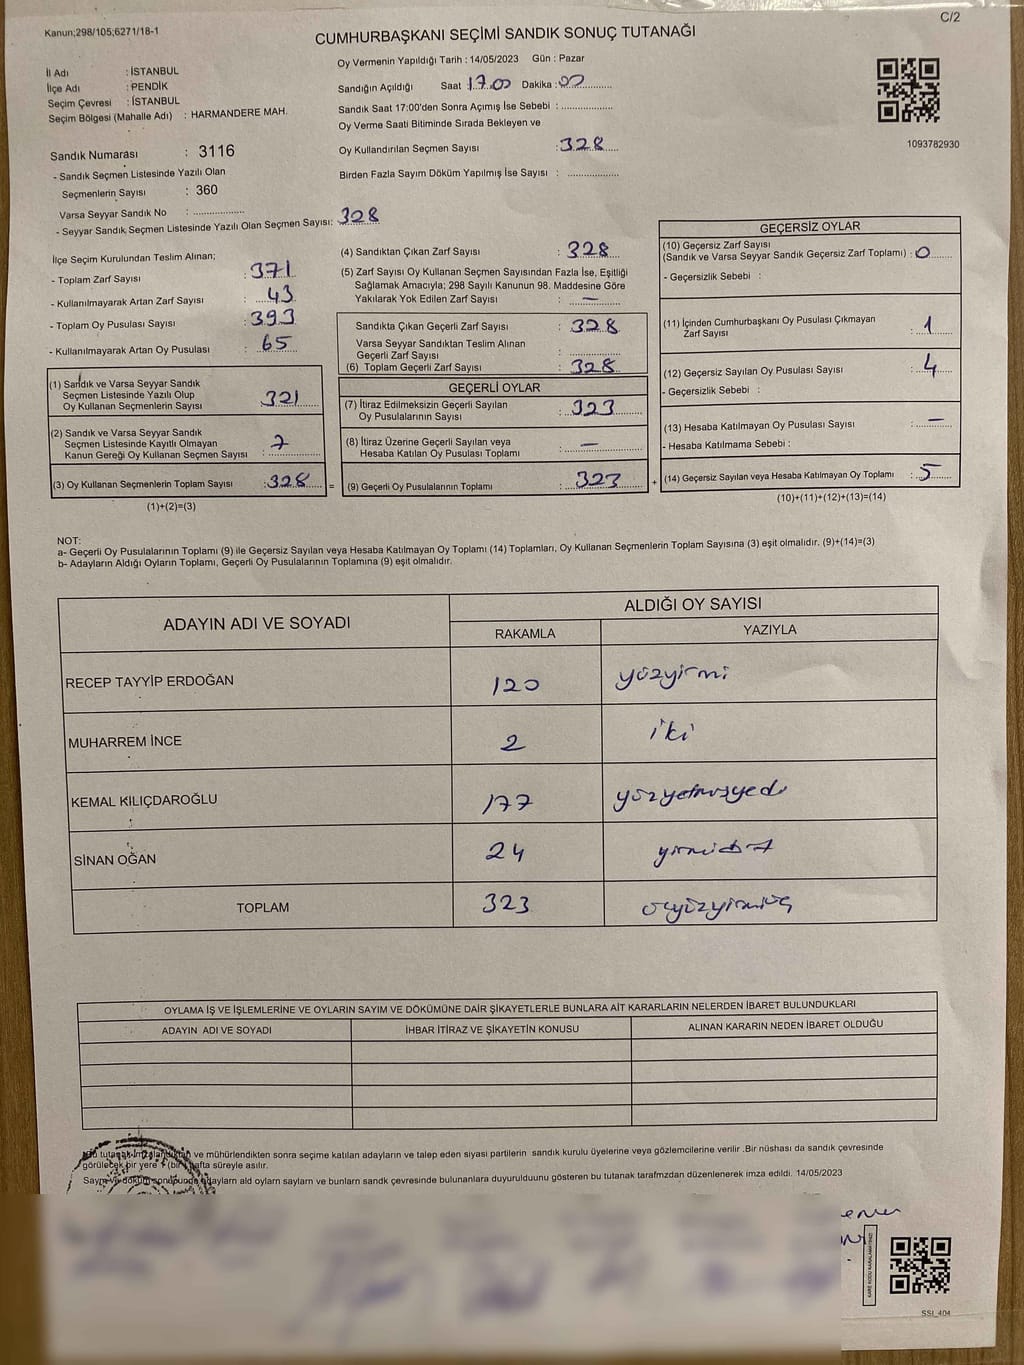 Kanun;298/105;6271/18-1
C/2
CUMHURBAŞKANI SEÇİMİ SANDIK SONUÇ TUTANAĞI
İl Adı : İSTANBUL
İlçe Adı : PENDİK
Seçim Çevresi : İSTANBUL
Seçim Bölgesi (Mahalle Adı) : HARMANDERE MAH.
Oy Vermenin Yapıldığı Tarih : 14/05/2023 Gün : Pazar
Sandığın Açıldığı Saat 17.00 Dakika : 00
Sandık Saat 17:00'den Sonra Açımış İse Sebebi :
Oy Verme Saati Bitiminde Sırada Bekleyen ve
Oy Kullandırılan Seçmen Sayısı : 328
Birden Fazla Sayım Döküm Yapılmış İse Sayısı :
1093782930
Sandık Numarası : 3116
- Sandık Seçmen Listesinde Yazılı Olan
Seçmenlerin Sayısı : 360
Varsa Seyyar Sandık No :
- Seyyar Sandık Seçmen Listesinde Yazılı Olan Seçmen Sayısı: 328
İlçe Seçim Kurulundan Teslim Alınan;
- Toplam Zarf Sayısı : 371
- Kullanılmayarak Artan Zarf Sayısı : 43
- Toplam Oy Pusulası Sayısı : 393
- Kullanılmayarak Artan Oy Pusulası : 65
(1) Sandık ve Varsa Seyyar Sandık
Seçmen Listesinde Yazılı Olup
Oy Kullanan Seçmenlerin Sayısı : 321
(2) Sandık ve Varsa Seyyar Sandık
Seçmen Listesinde Kayıtlı Olmayan
Kanun Gereği Oy Kullanan Seçmen Sayısı : 7
(3) Oy Kullanan Seçmenlerin Toplam Sayısı : 328 =
(1)+(2)=(3)
(4) Sandıktan Çıkan Zarf Sayısı : 328
(5) Zarf Sayısı Oy Kullanan Seçmen Sayısından Fazla İse, Eşitliği
Sağlamak Amacıyla; 298 Sayılı Kanunun 98. Maddesine Göre
Yakılarak Yok Edilen Zarf Sayısı : —
Sandıkta Çıkan Geçerli Zarf Sayısı : 328
Varsa Seyyar Sandıktan Teslim Alınan
Geçerli Zarf Sayısı :
(6) Toplam Geçerli Zarf Sayısı : 328
GEÇERLİ OYLAR
(7) İtiraz Edilmeksizin Geçerli Sayılan
Oy Pusulalarının Sayısı : 323
(8) İtiraz Üzerine Geçerli Sayılan veya
Hesaba Katılan Oy Pusulası Toplamı : —
(9) Geçerli Oy Pusulalarının Toplamı : 323 +
GEÇERSİZ OYLAR
(10) Geçersiz Zarf Sayısı
(Sandık ve Varsa Seyyar Sandık Geçersiz Zarf Toplamı) : 0
- Geçersizlik Sebebi :
(11) İçinden Cumhurbaşkanı Oy Pusulası Çıkmayan
Zarf Sayısı : 1
(12) Geçersiz Sayılan Oy Pusulası Sayısı : 4
- Geçersizlik Sebebi :
(13) Hesaba Katılmayan Oy Pusulası Sayısı : —
- Hesaba Katılmama Sebebi :
(14) Geçersiz Sayılan veya Hesaba Katılmayan Oy Toplamı : 5
(10)+(11)+(12)+(13)=(14)
NOT:
a- Geçerli Oy Pusulalarının Toplamı (9) ile Geçersiz Sayılan veya Hesaba Katılmayan Oy Toplamı (14) Toplamları, Oy Kullanan Seçmenlerin Toplam Sayısına (3) eşit olmalıdır. (9)+(14)=(3)
b- Adayların Aldığı Oyların Toplamı, Geçerli Oy Pusulalarının Toplamına (9) eşit olmalıdır.
ADAYIN ADI VE SOYADI
ALDIĞI OY SAYISI
RAKAMLA YAZIYLA
RECEP TAYYİP ERDOĞAN 120 yüzyirmi
MUHARREM İNCE 2 iki
KEMAL KILIÇDAROĞLU 177 yüzyetmişyedi
SİNAN OĞAN 24 yirmidört
TOPLAM 323 üçyüzyirmiüç
OYLAMA İŞ VE İŞLEMLERİNE VE OYLARIN SAYIM VE DÖKÜMÜNE DAİR ŞİKAYETLERLE BUNLARA AİT KARARLARIN NELERDEN İBARET BULUNDUKLARI
ADAYIN ADI VE SOYADI İHBAR İTİRAZ VE ŞİKAYETİN KONUSU ALINAN KARARIN NEDEN İBARET OLDUĞU
Bu tutanak imzalandıktan ve mühürlendikten sonra seçime katılan adayların ve talep eden siyasi partilerin sandık kurulu üyelerine veya gözlemcilerine verilir .Bir nüshası da sandık çevresinde
görülecek bir yere 1 (bir) hafta süreyle asılır.
Sayım ve döküm sonucunda adayların ald oyların saylarn ve bunların sandk çevresinde bulunanlara duyurulduunu gösteren bu tutanak tarafımzdan düzenlenerek imza edildi. 14/05/2023
KARE KODU KARALAMAYINIZ!
SSI_404